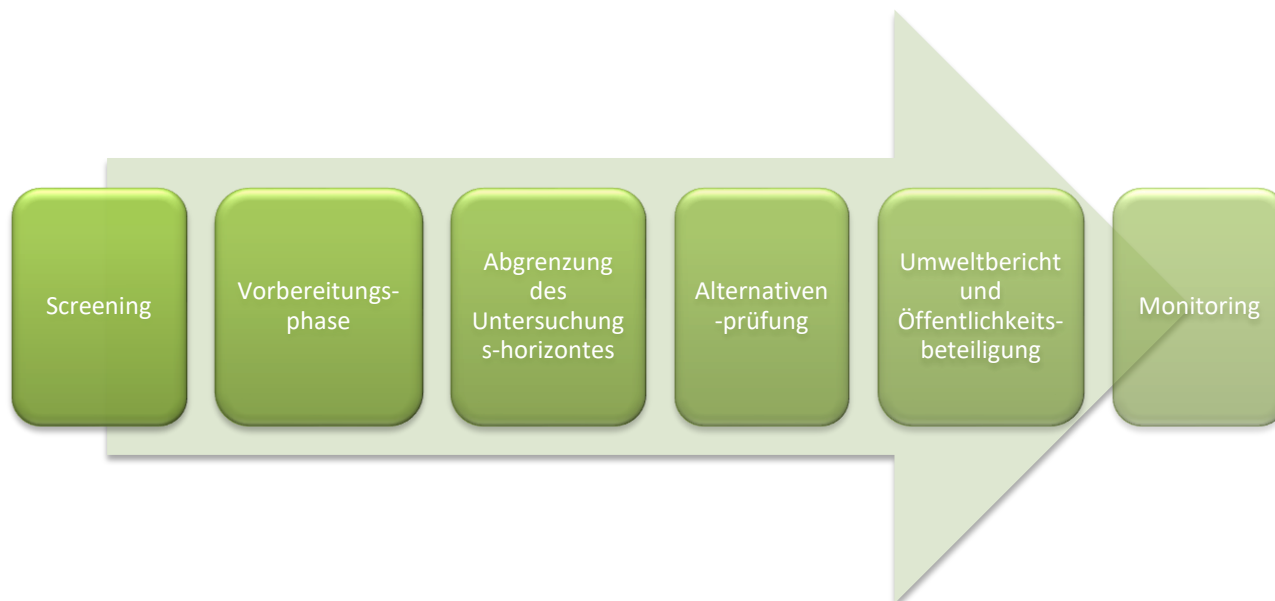 Screening
Vorbereitungs-
phase
Abgrenzung
des
Untersuchung
s-horizontes
Alternativen
-prüfung
Umweltbericht
und
Öffentlichkeits-
beteiligung
Monitoring